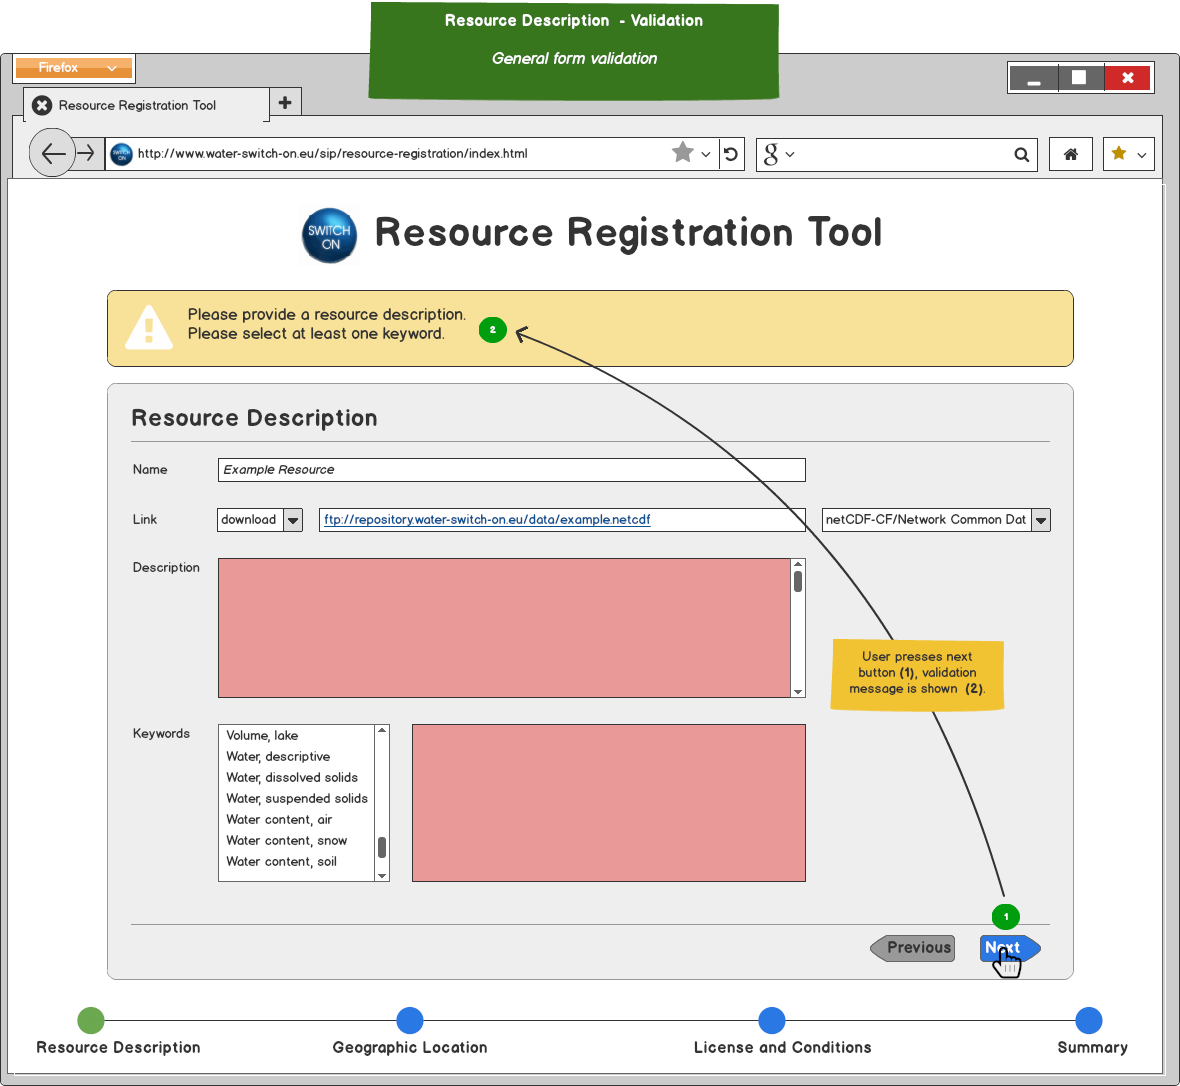 Resource Description - Validation
General form validation
Firefox
Resource Registration Tool
http://www.water-switch-on.eu/sip/resource-registration/index.html
g
SWITCH
ON
Resource Registration Tool
Please provide a resource description.
Please select at least one keyword.
2
Resource Description
Name
Example Resource
Link
download
ftp://repository.water-switch-on.eu/data/example.netcdf
netCDF-CF/Network Common Dat
Description
User presses next
button (1), validation
message is shown (2).
Keywords
Volume, lake
Water, descriptive
Water, dissolved solids
Water, suspended solids
Water content, air
Water content, snow
Water content, soil
1
Previous
Next
Resource Description
Geographic Location
License and Conditions
Summary